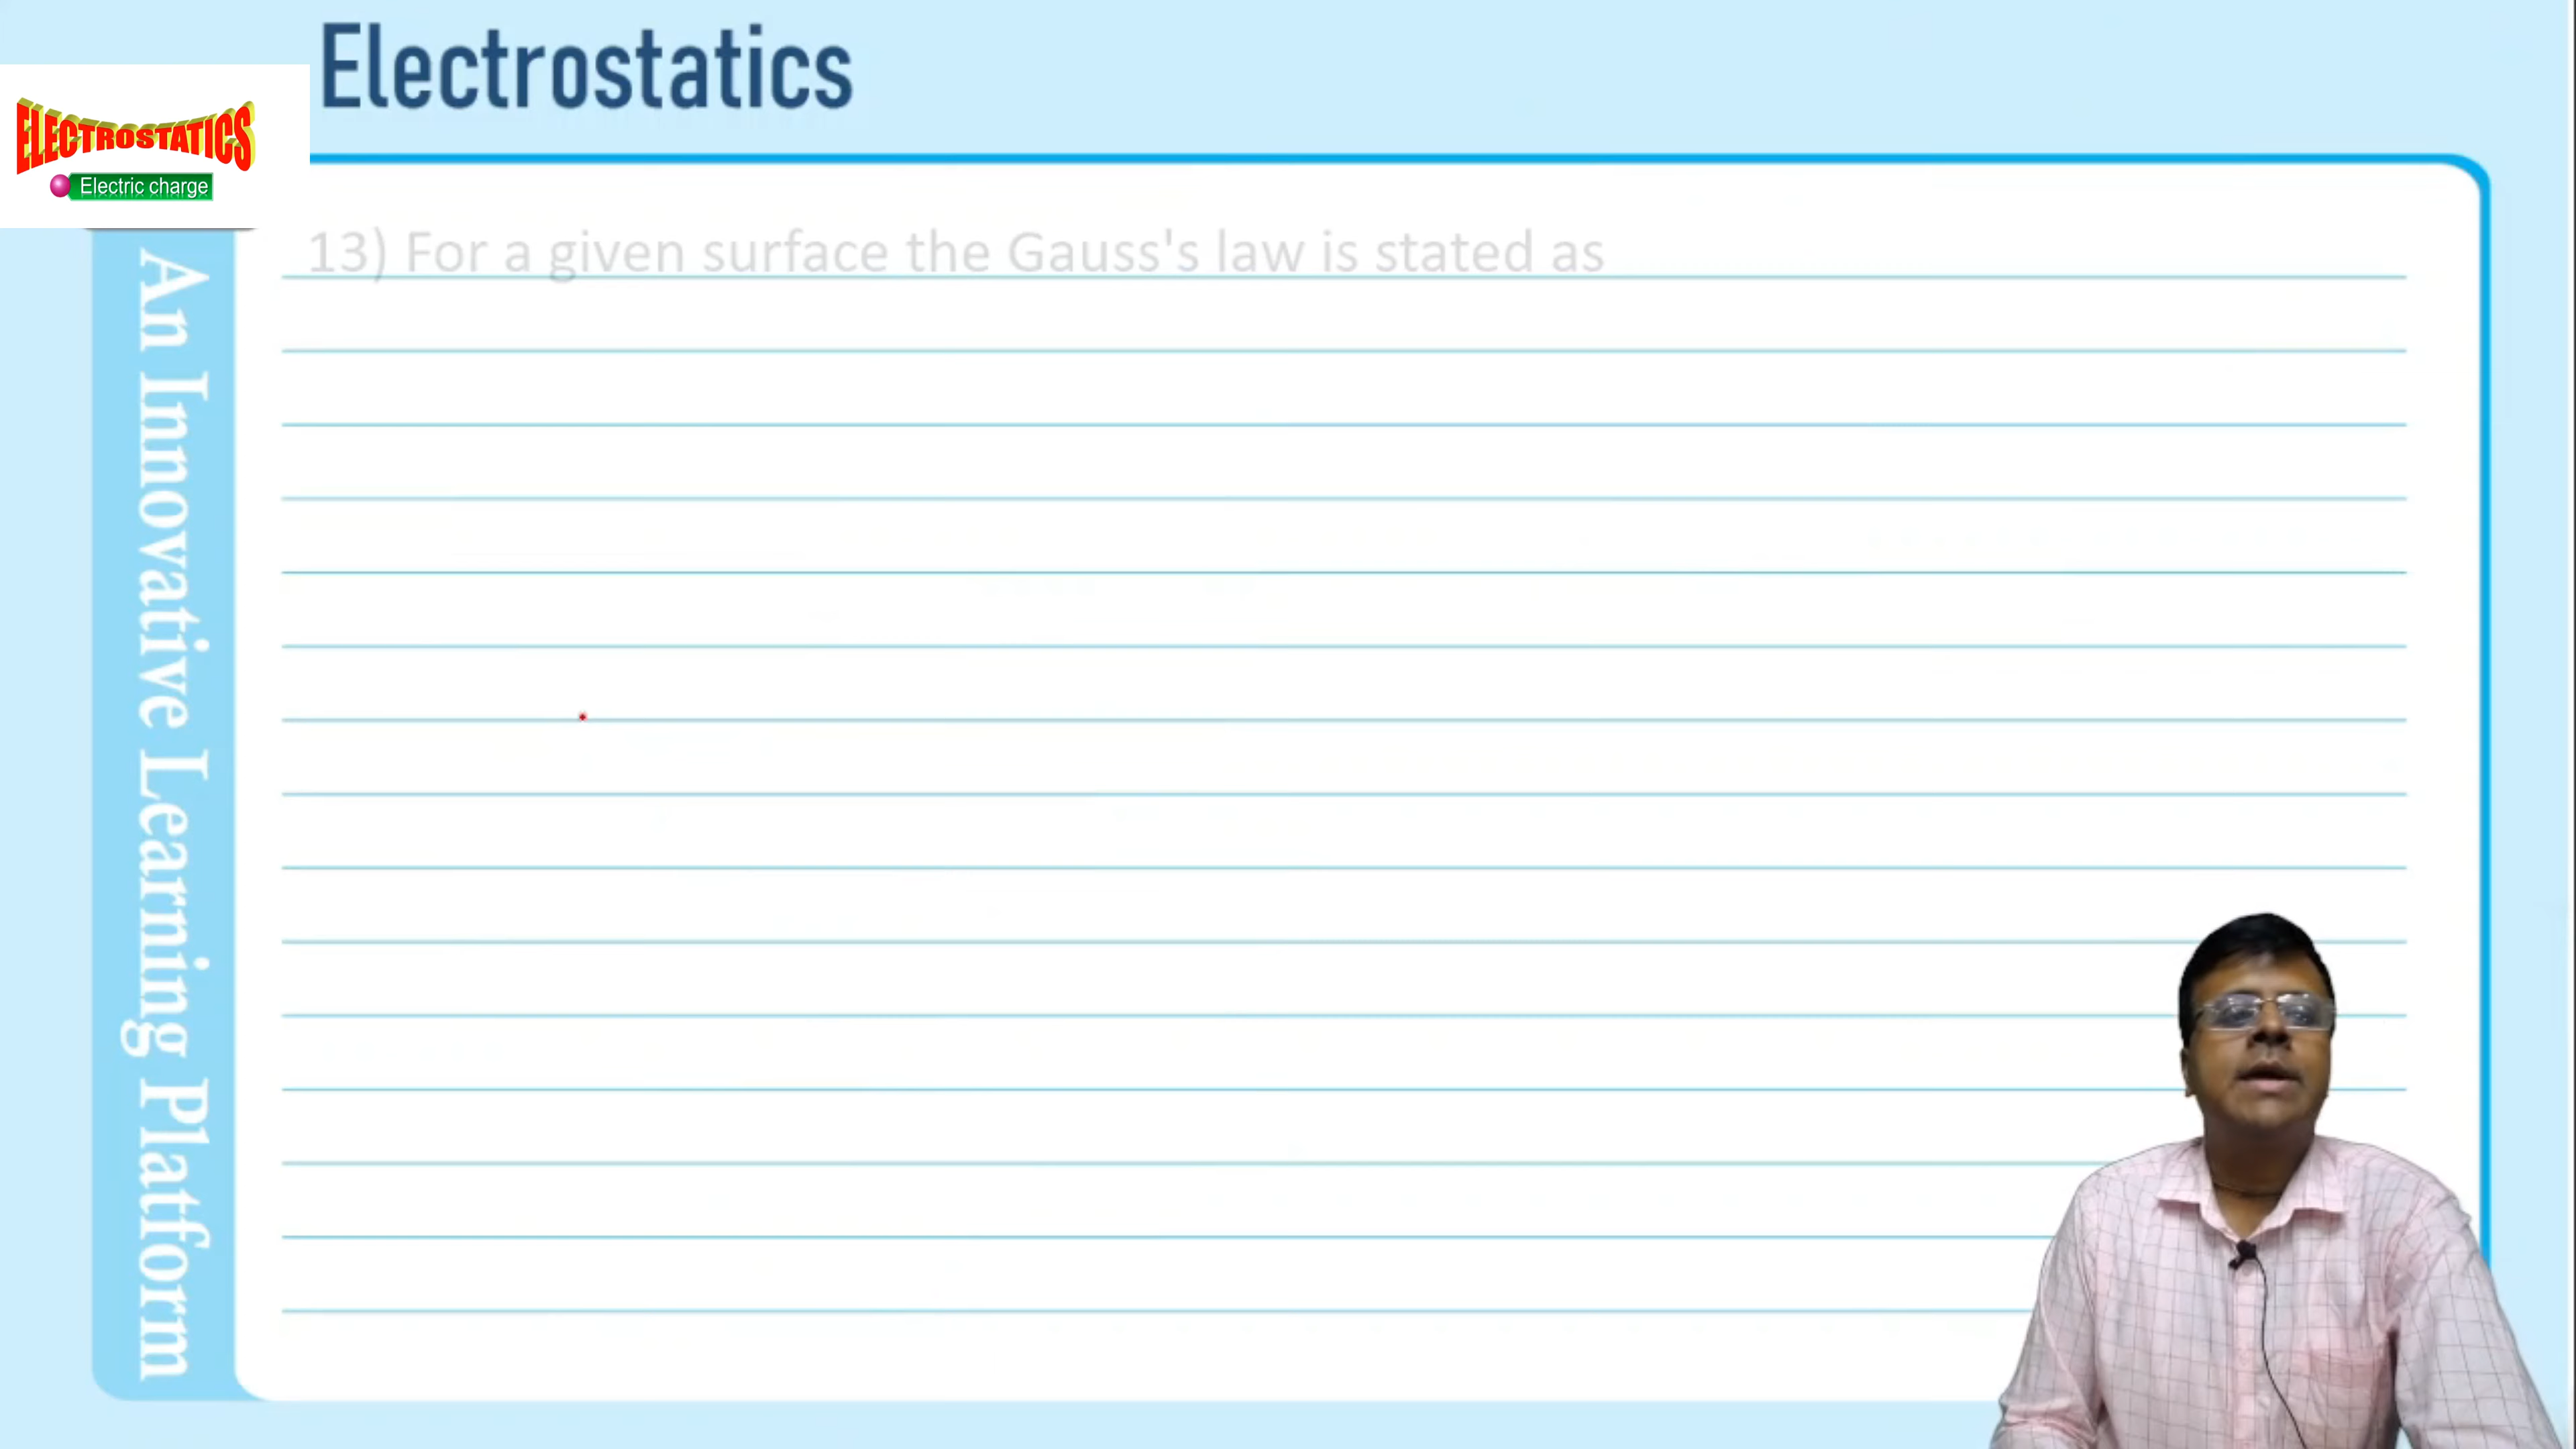 Electrostatics
ELECTROSTATICS
Electric charge
13) For a given surface the Gauss's law is stated as
An Innovative Learning Platform